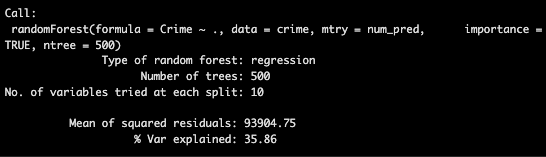 Call:
randomForest(formula = Crime ~ ., data = crime, mtry = num_pred,      importance =
TRUE, ntree = 500)
Type of random forest: regression
Number of trees: 500
No. of variables tried at each split: 10
Mean of squared residuals: 93904.75
% Var explained: 35.86